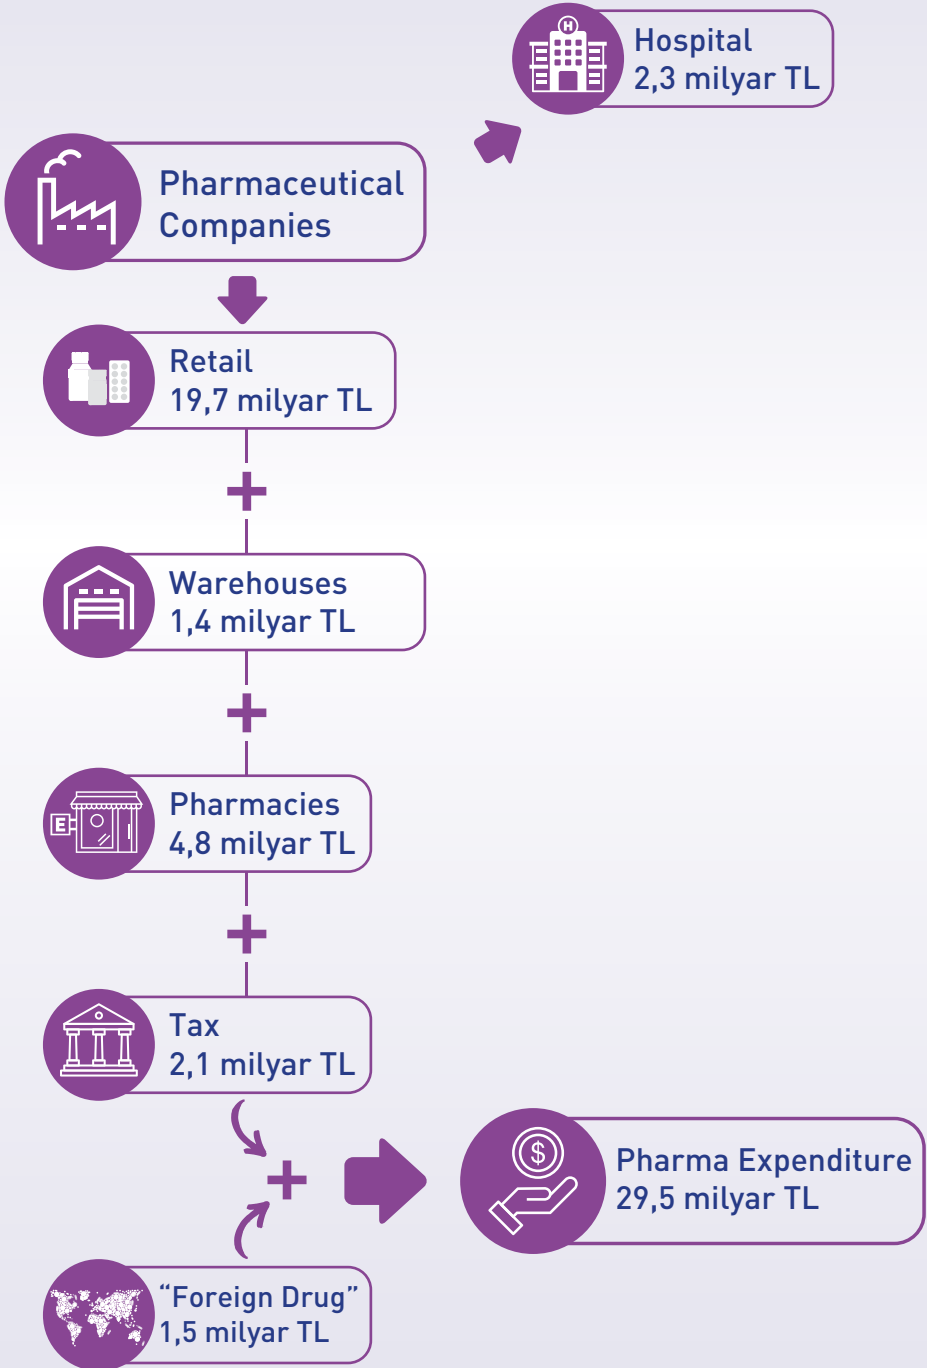 H
Hospital
2,3 milyar TL
Pharmaceutical
Companies
Retail
19,7 milyar TL
Warehouses
1,4 milyar TL
E
Pharmacies
4,8 milyar TL
Tax
2,1 milyar TL
$
Pharma Expenditure
29,5 milyar TL
“Foreign Drug”
1,5 milyar TL